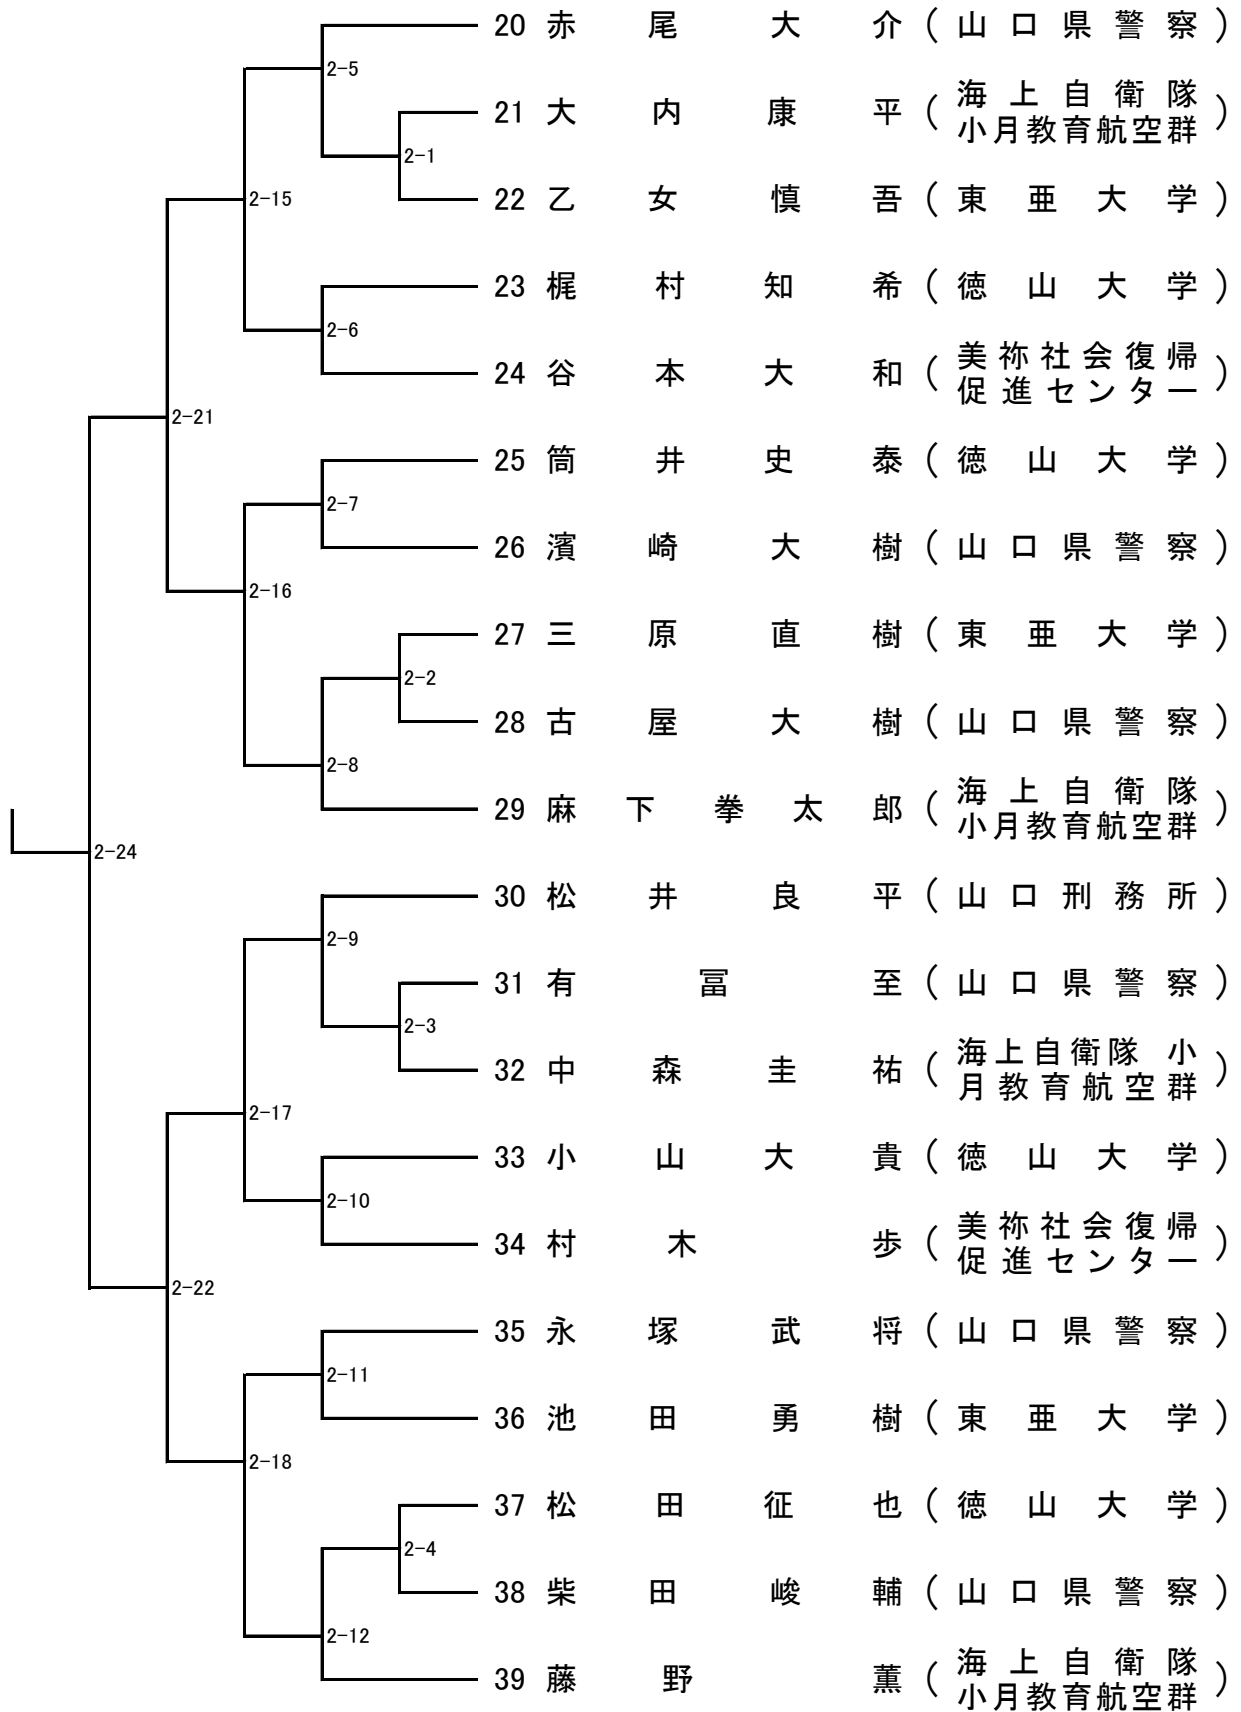 20 赤尾大介 (山口県警察)
2-5
21 大内康平 (海上自衛隊
小月教育航空群)
2-1
22 乙女慎吾 (東亜大学)
2-15
23 梶村知希 (徳山大学)
2-6
24 谷本大和 (美祢社会復帰
促進センター)
2-21
25 筒井史泰 (徳山大学)
2-7
26 濱崎大樹 (山口県警察)
2-16
27 三原直樹 (東亜大学)
2-2
28 古屋大樹 (山口県警察)
2-8
29 麻下拳太郎 (海上自衛隊
小月教育航空群)
2-24
30 松井良平 (山口刑務所)
2-9
31 有冨至 (山口県警察)
2-3
32 中森圭祐 (海上自衛隊 小
月教育航空群)
2-17
33 小山大貴 (徳山大学)
2-10
34 村木歩 (美祢社会復帰
促進センター)
2-22
35 永塚武将 (山口県警察)
2-11
36 池田勇樹 (東亜大学)
2-18
37 松田征也 (徳山大学)
2-4
38 柴田峻輔 (山口県警察)
2-12
39 藤野薫 (海上自衛隊
小月教育航空群)